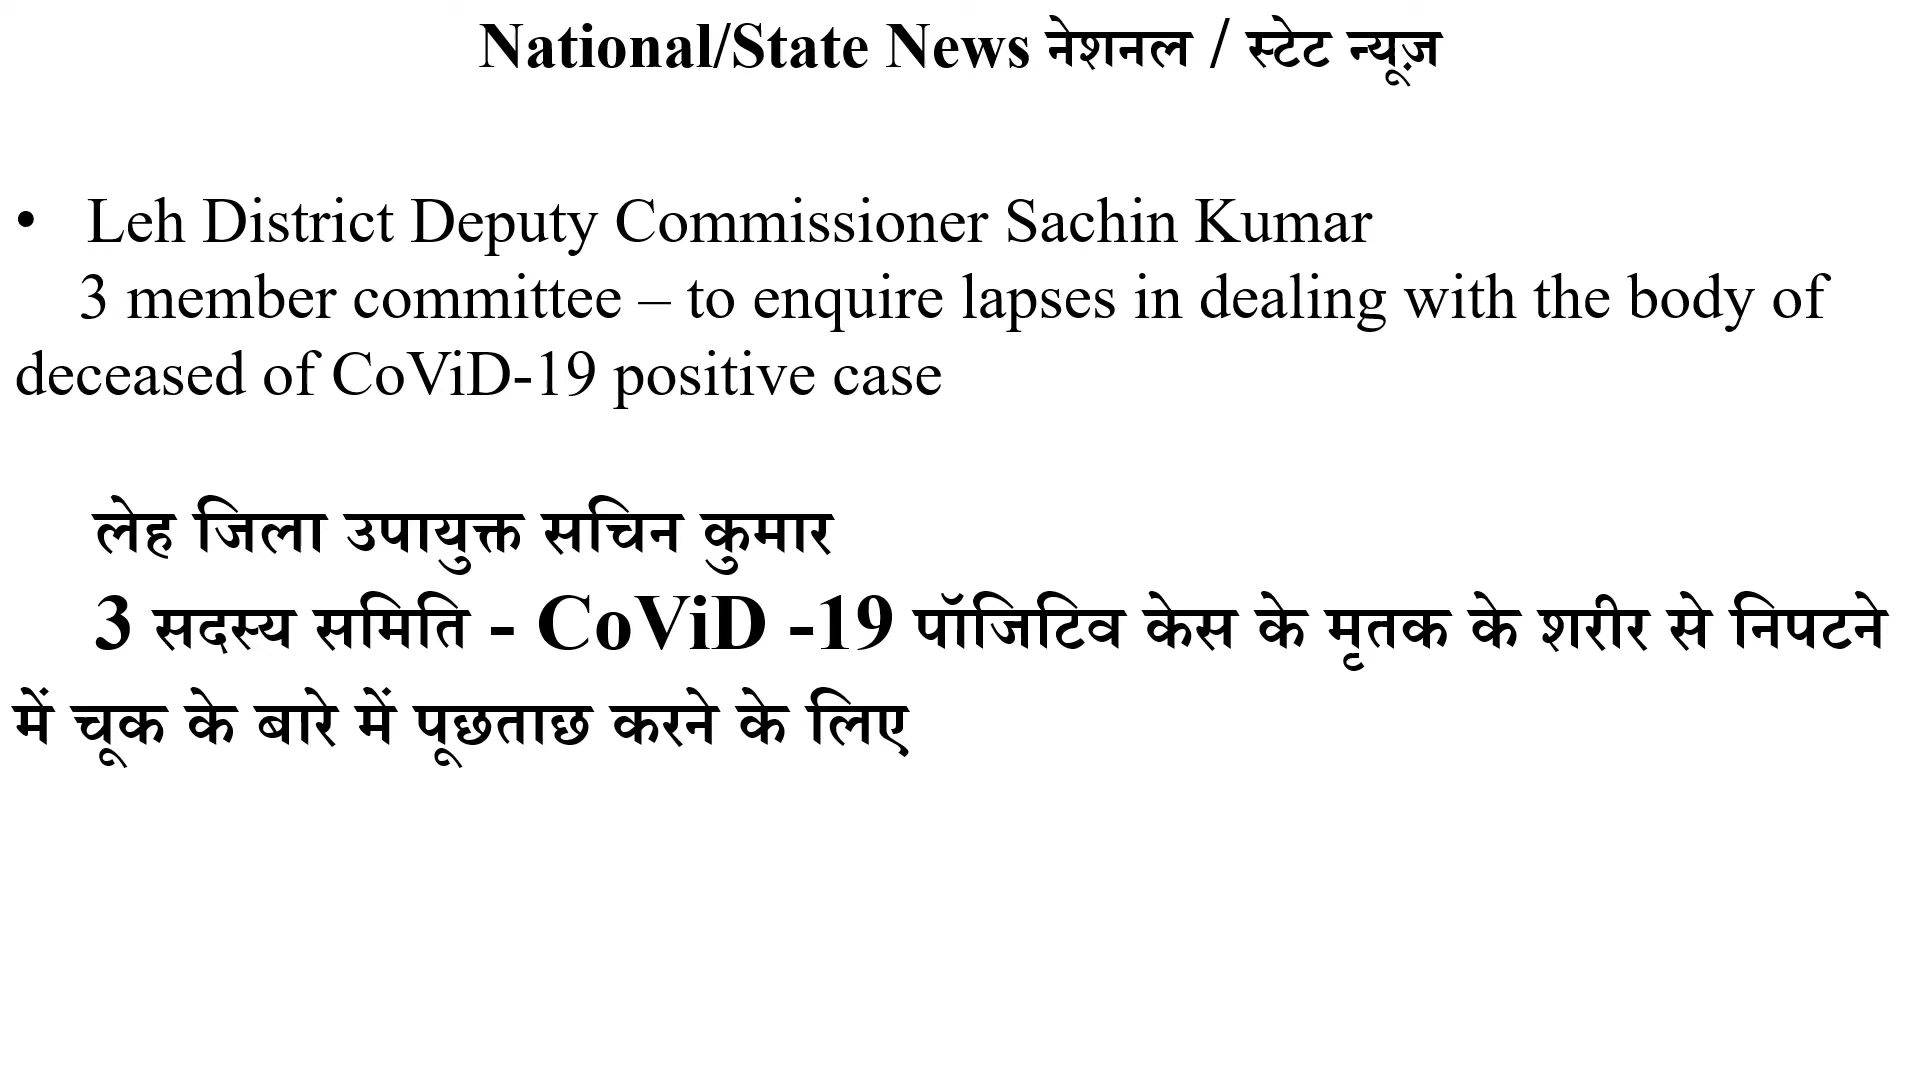 National/State News नेशनल / स्टेट न्यूज़
• Leh District Deputy Commissioner Sachin Kumar
3 member committee – to enquire lapses in dealing with the body of
deceased of CoViD-19 positive case
लेह जिला उपायुक्त सचिन कुमार
3 सदस्य समिति - CoViD -19 पॉजिटिव केस के मृतक के शरीर से निपटने
में चूक के बारे में पूछताछ करने के लिए